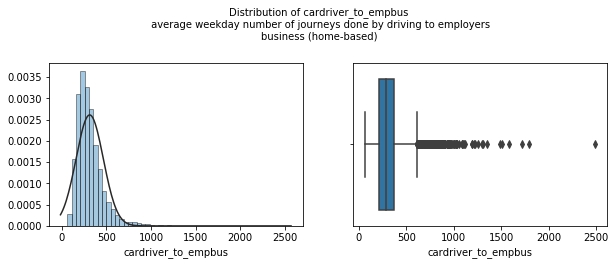 Distribution of cardriver_to_empbus
average weekday number of journeys done by driving to employers
business (home-based)
0.0035
0.0030
0.0025
0.0020
0.0015
0.0010
0.0005
0.0000
0 500 1000 1500 2000 2500
cardriver_to_empbus
0 500 1000 1500 2000 2500
cardriver_to_empbus